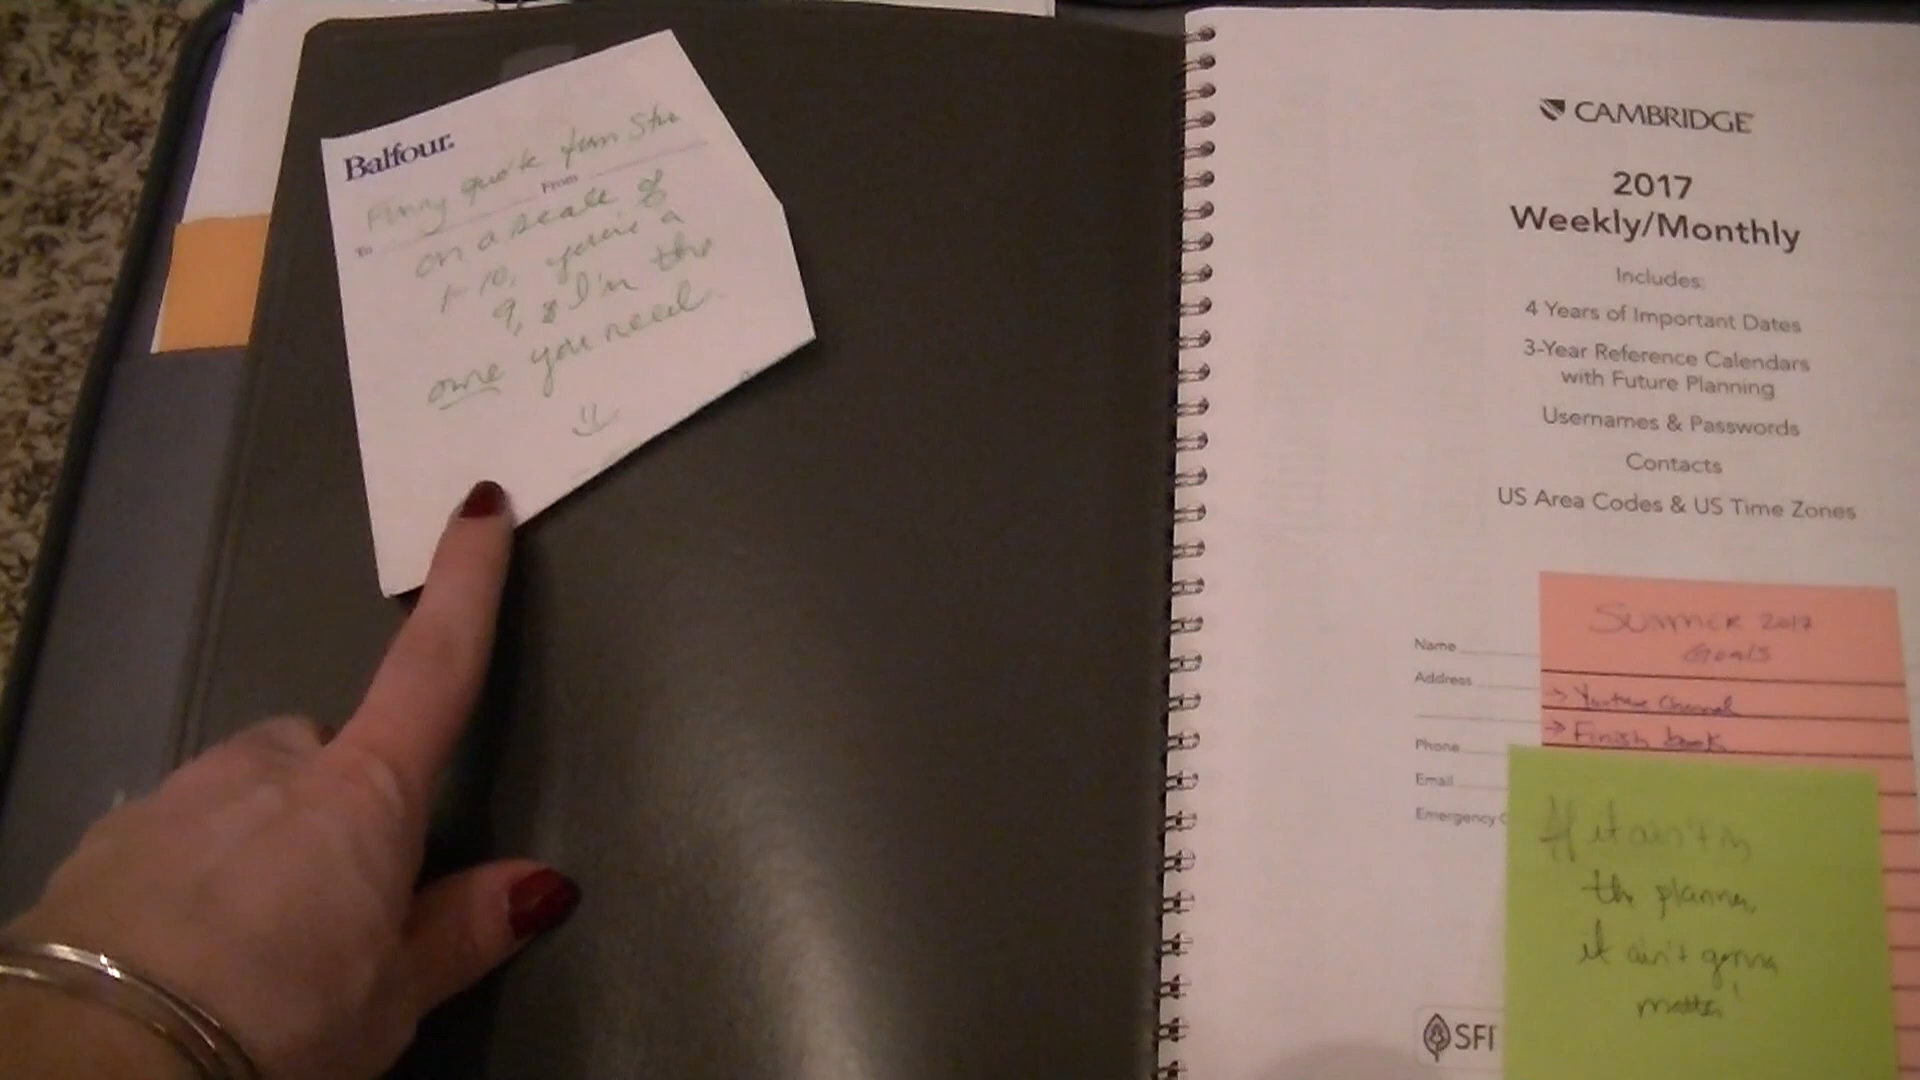 Balfour.
Funny quote from Stu
From
To
on a scale of
1-10, you're a
9, & I'm the
one you need.
CAMBRIDGE
2017
Weekly/Monthly
Includes:
4 Years of Important Dates
3-Year Reference Calendars
with Future Planning
Usernames & Passwords
Contacts
US Area Codes & US Time Zones
Name
Address
Phone
Email
Emergency C
SUMMER 2017
Goals
→ Youtube Channel
→ Finish book
If it ain't in
the planner,
it ain't gonna
matter!
SFI